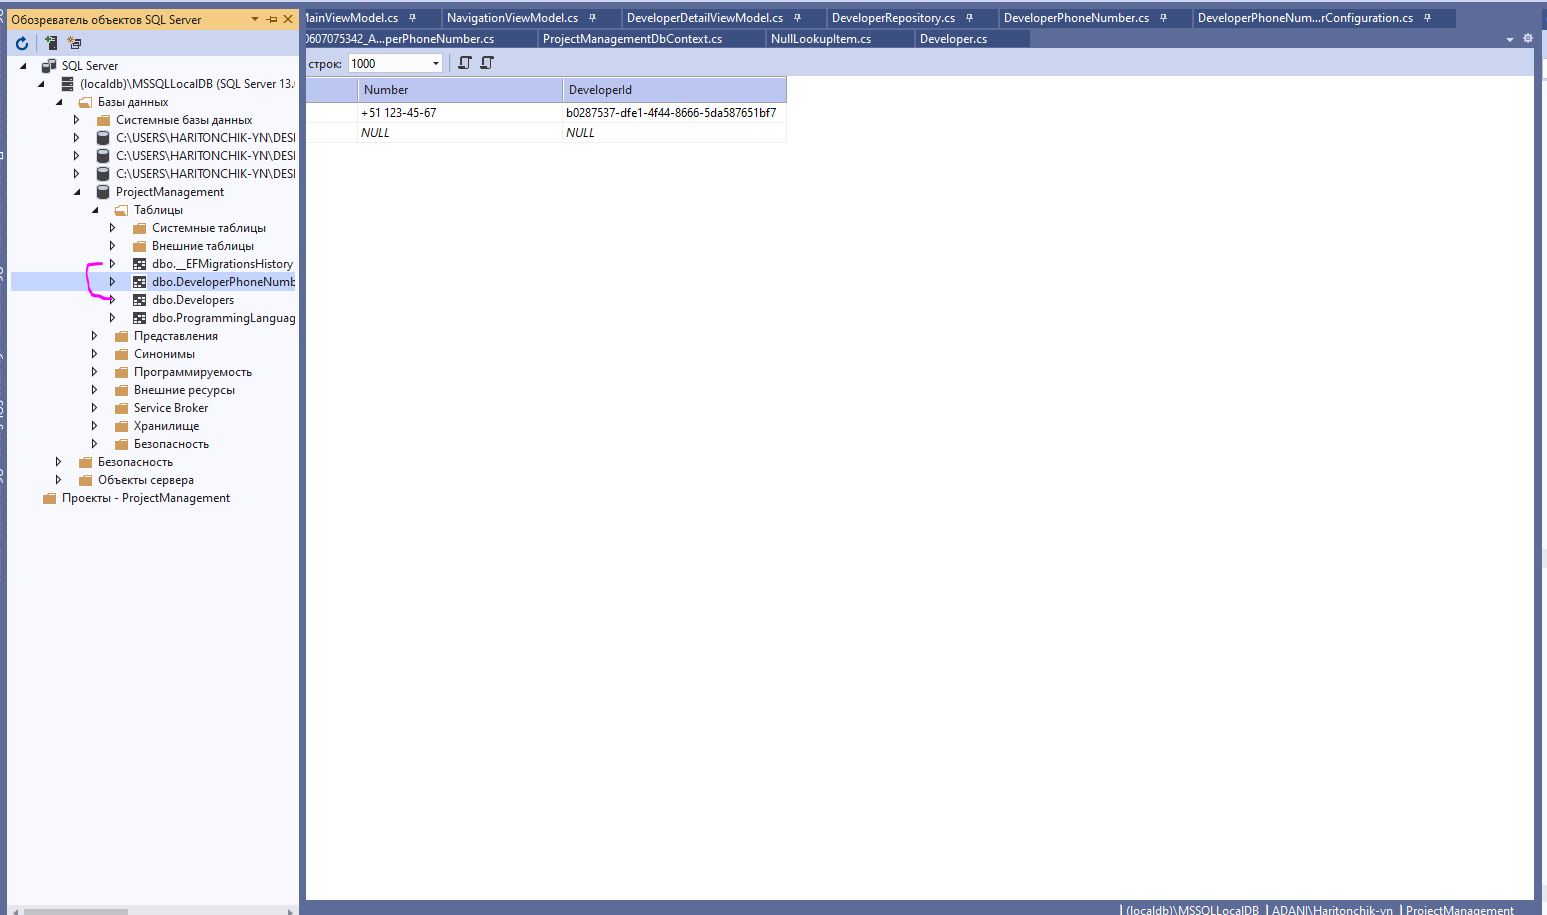 Обозреватель объектов SQL Server
MainViewModel.cs
NavigationViewModel.cs
DeveloperDetailViewModel.cs
DeveloperRepository.cs
DeveloperPhoneNumber.cs
DeveloperPhoneNum...rConfiguration.cs
0607075342_A...perPhoneNumber.cs
ProjectManagementDbContext.cs
NullLookupItem.cs
Developer.cs
строк: 1000
SQL Server
(localdb)\MSSQLLocalDB (SQL Server 13.
Базы данных
Системные базы данных
C:\USERS\HARITONCHIK-YN\DESI
C:\USERS\HARITONCHIK-YN\DESI
C:\USERS\HARITONCHIK-YN\DESI
ProjectManagement
Таблицы
Системные таблицы
Внешние таблицы
dbo.__EFMigrationsHistory
dbo.DeveloperPhoneNumb
dbo.Developers
dbo.ProgrammingLanguag
Представления
Синонимы
Программируемость
Внешние ресурсы
Service Broker
Хранилище
Безопасность
Безопасность
Объекты сервера
Проекты - ProjectManagement
Number DeveloperId
+51 123-45-67 b0287537-dfe1-4f44-8666-5da587651bf7
NULL NULL
(localdb)\MSSQLLocalDB ADANI\Haritonchik-yn ProjectManagement